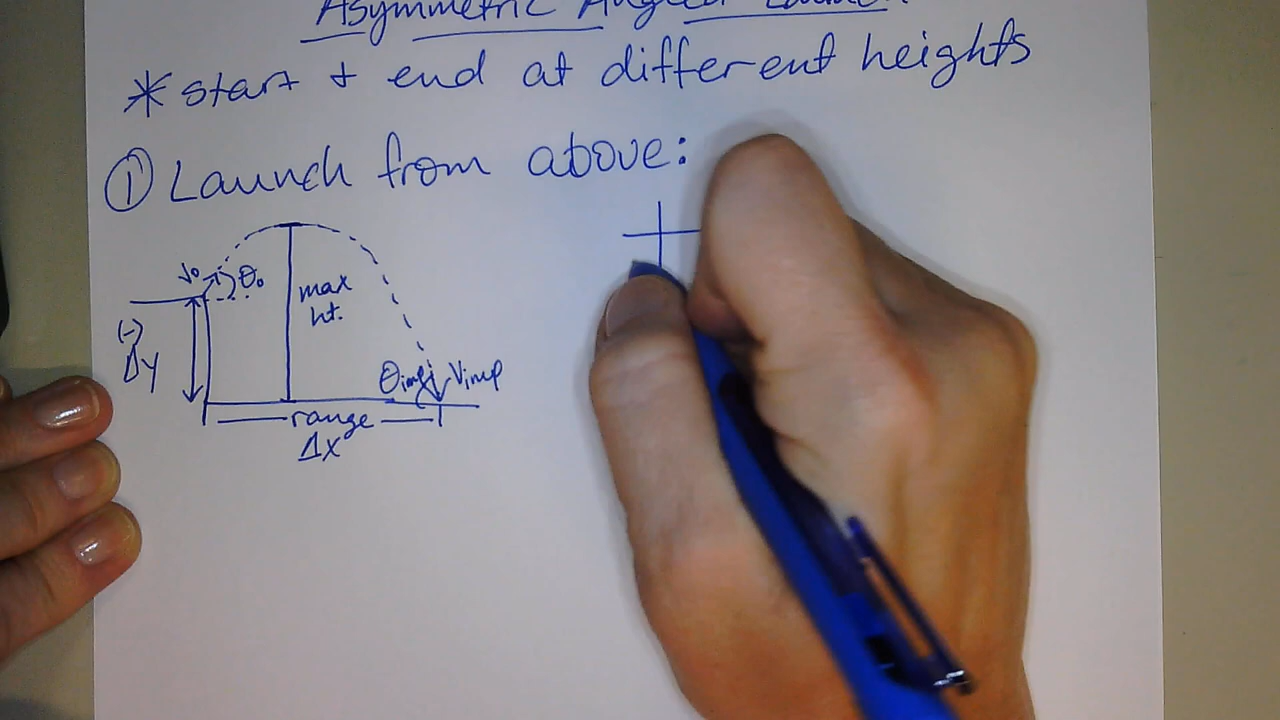 Asymmetric Angled Launch
* start + end at different heights
① Launch from above:
v₀ θ₀
max
ht.
(-)
Δy
θimp Vimp
range
Δx